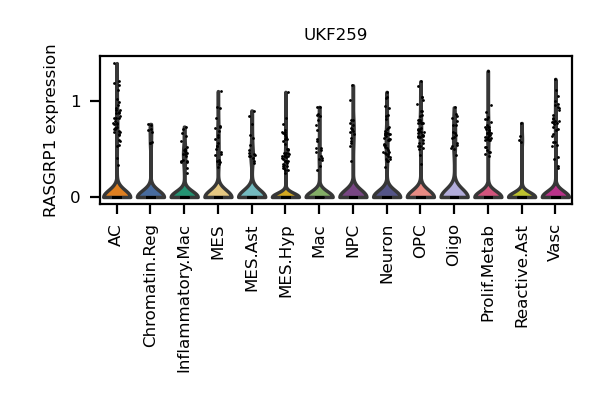 UKF259
RASGRP1 expression
1
0
AC
Chromatin.Reg
Inflammatory.Mac
MES
MES.Ast
MES.Hyp
Mac
NPC
Neuron
OPC
Oligo
Prolif.Metab
Reactive.Ast
Vasc